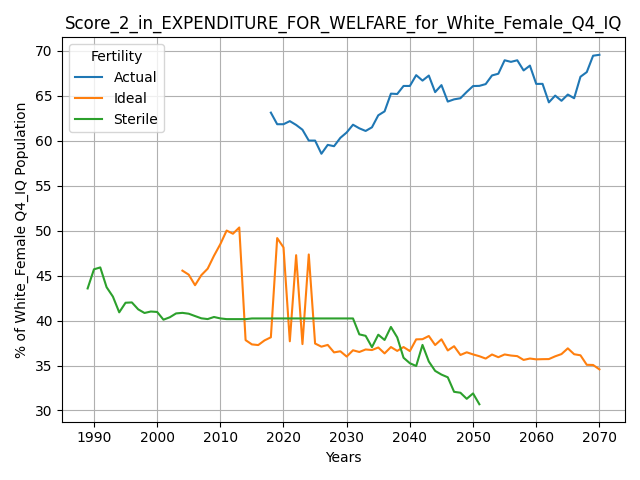 Score_2_in_EXPENDITURE_FOR_WELFARE_for_White_Female_Q4_IQ
Fertility
Actual
Ideal
Sterile
% of White_Female Q4_IQ Population
70
65
60
55
50
45
40
35
30
1990 2000 2010 2020 2030 2040 2050 2060 2070
Years